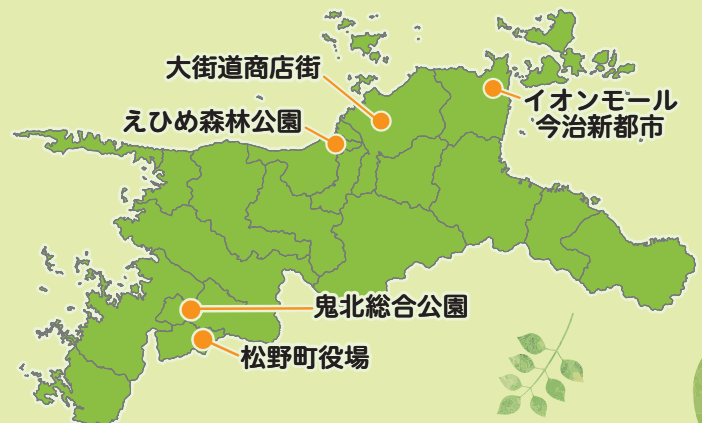 大街道商店街
イオンモール
今治新都市
えひめ森林公園
鬼北総合公園
松野町役場